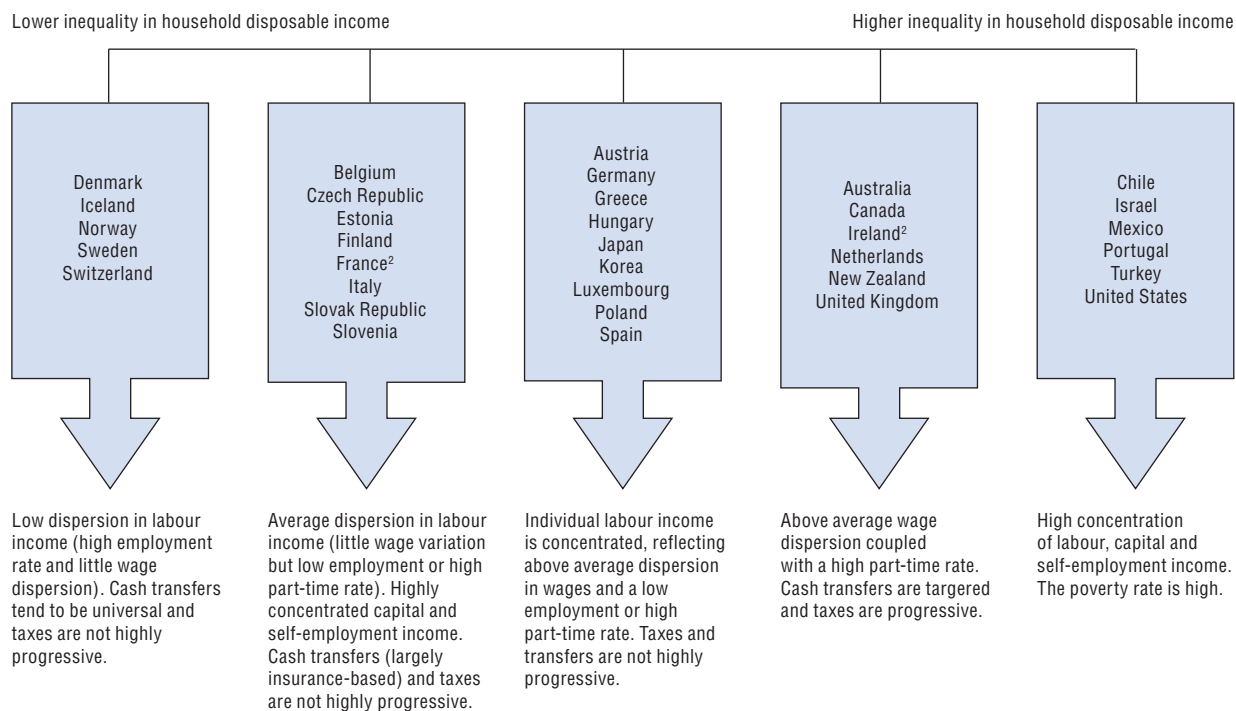 Lower inequality in household disposable income
Higher inequality in household disposable income
Denmark
Iceland
Norway
Sweden
Switzerland
Belgium
Czech Republic
Estonia
Finland
France²
Italy
Slovak Republic
Slovenia
Austria
Germany
Greece
Hungary
Japan
Korea
Luxembourg
Poland
Spain
Australia
Canada
Ireland²
Netherlands
New Zealand
United Kingdom
Chile
Israel
Mexico
Portugal
Turkey
United States
Low dispersion in labour
income (high employment
rate and little wage
dispersion). Cash transfers
tend to be universal and
taxes are not highly
progressive.
Average dispersion in labour
income (little wage variation
but low employment or high
part-time rate). Highly
concentrated capital and
self-employment income.
Cash transfers (largely
insurance-based) and taxes
are not highly progressive.
Individual labour income
is concentrated, reflecting
above average dispersion
in wages and a low
employment or high
part-time rate. Taxes and
transfers are not highly
progressive.
Above average wage
dispersion coupled
with a high part-time rate.
Cash transfers are targered
and taxes are progressive.
High concentration
of labour, capital and
self-employment income.
The poverty rate is high.